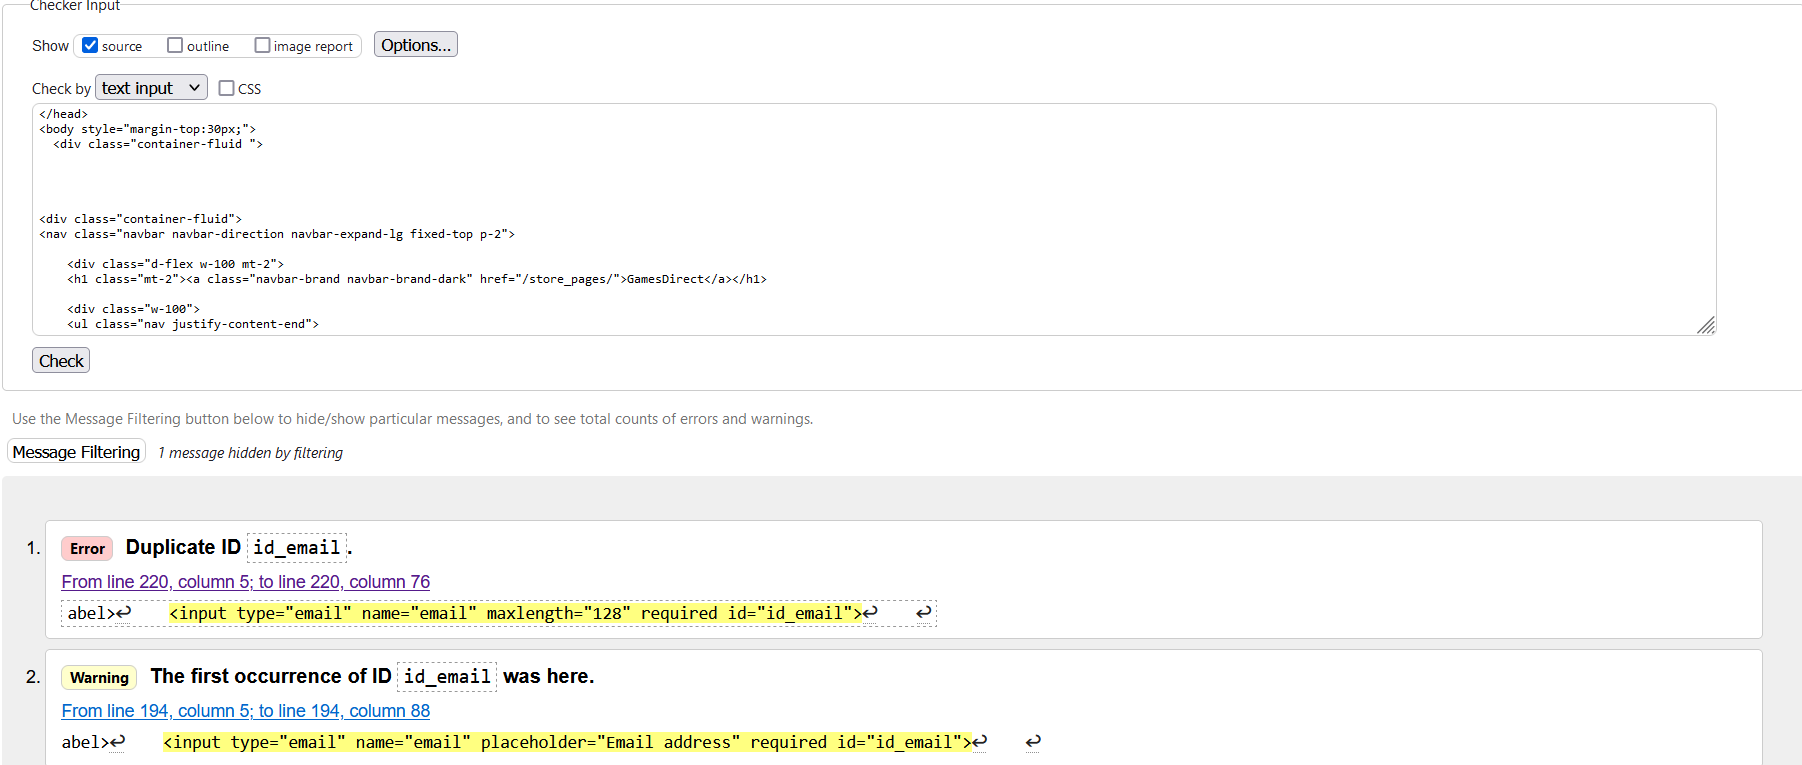 Checker Input
Show source outline image report Options...
Check by text input CSS
</head>
<body style="margin-top:30px;">
<div class="container-fluid ">
<div class="container-fluid">
<nav class="navbar navbar-direction navbar-expand-lg fixed-top p-2">
<div class="d-flex w-100 mt-2">
<h1 class="mt-2"><a class="navbar-brand navbar-brand-dark" href="/store_pages/">GamesDirect</a></h1>
<div class="w-100">
<ul class="nav justify-content-end">
Check
Use the Message Filtering button below to hide/show particular messages, and to see total counts of errors and warnings.
Message Filtering 1 message hidden by filtering
1. Error Duplicate ID id_email.
From line 220, column 5; to line 220, column 76
abel>↩ <input type="email" name="email" maxlength="128" required id="id_email">↩ ↩
2. Warning The first occurrence of ID id_email was here.
From line 194, column 5; to line 194, column 88
abel>↩ <input type="email" name="email" placeholder="Email address" required id="id_email">↩ ↩